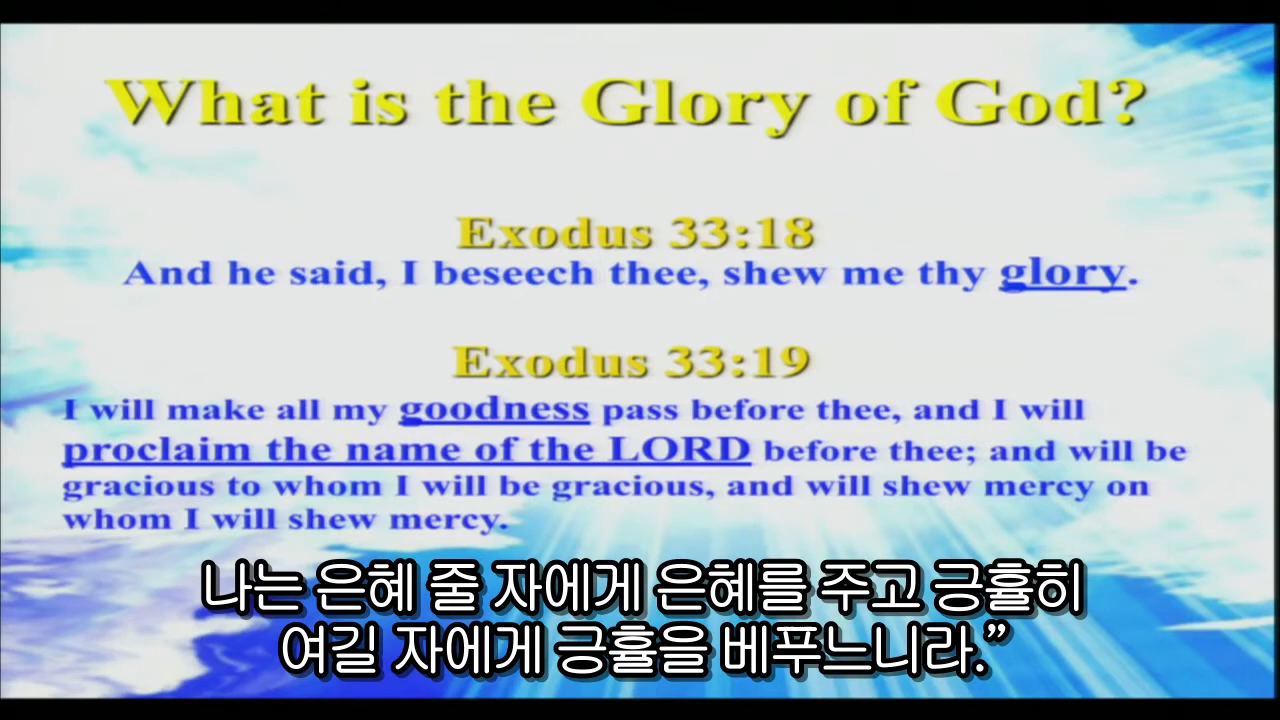 What is the Glory of God?
Exodus 33:18
And he said, I beseech thee, shew me thy glory.
Exodus 33:19
I will make all my goodness pass before thee, and I will
proclaim the name of the LORD before thee; and will be
gracious to whom I will be gracious, and will shew mercy on
whom I will shew mercy.
나는 은혜 줄 자에게 은혜를 주고 긍휼히
여길 자에게 긍휼을 베푸느니라.”